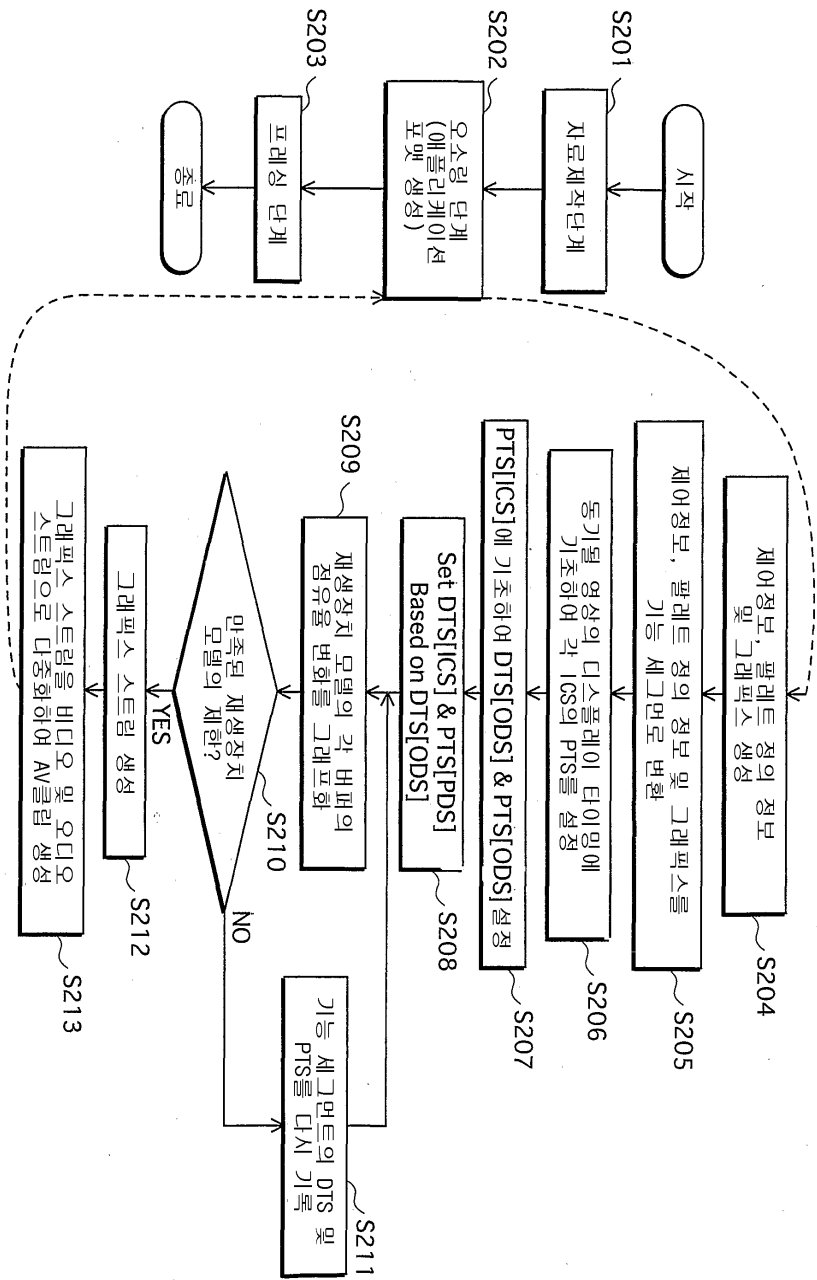 시작
S201
자료제작단계
S202
오소링 단계
(애플리케이션
포맷 생성)
S203
프레싱 단계
종료
제어정보, 팔레트 정의 정보
및 그래픽스 생성
S204
제어정보, 팔레트 정의 정보 및 그래픽스를
기능 세그먼로 변환
S205
동기될 영상의 디스플레이 타이밍에
기초하여 각 ICS의 PTS를 설정
S206
PTS[ICS]에 기초하여 DTS[ODS] & PTS[ODS]설정
S207
Set DTS[ICS] & PTS[PDS]
Based on DTS[ODS]
S208
S209
재생장치 모델의 각 버퍼의
점유율 변화를 그래프화
만족된 재생장치
모델의 제한?
S210
NO
YES
기능 세그먼트의 DTS 및
PTS를 다시 기록
S211
그래픽스 스트림 생성
S212
그래픽스 스트림을 비디오 및 오디오
스트림으로 다중화하여 AV클립 생성
S213